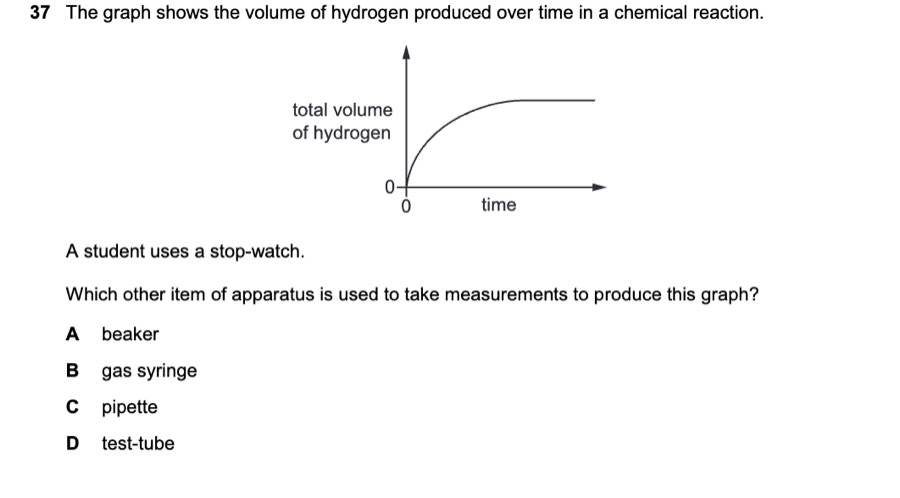 37 The graph shows the volume of hydrogen produced over time in a chemical reaction.
total volume
of hydrogen
0
0
time
A student uses a stop-watch.
Which other item of apparatus is used to take measurements to produce this graph?
A beaker
B gas syringe
C pipette
D test-tube